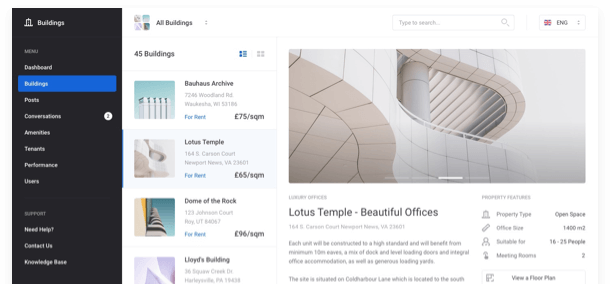 Buildings
All Buildings
Type to search...
ENG
MENU
Dashboard
Buildings
Posts
Conversations 2
Amenities
Tenants
Performance
Users
SUPPORT
Need Help?
Contact Us
Knowledge Base
45 Buildings
Bauhaus Archive
7246 Woodland Rd.
Waukesha, WI 53186
For Rent £75/sqm
Lotus Temple
164 S. Carson Court
Newport News, VA 23601
For Rent £65/sqm
Dome of the Rock
123 Johnson Court
Roy, UT 84067
For Rent £96/sqm
Lloyd's Building
36 Square Creek Dr.
Harleysville, PA 19438
LUXURY OFFICES
Lotus Temple - Beautiful Offices
164 S. Carson Court Newport News, VA 23601
Each unit will be constructed to a high standard and will benefit from
minimum 10m eaves, a mix of deck and level loading doors and integral
office accommodation, as well as generous loading yards.
The site is situated on Coldharbour Lane which is located to the south
PROPERTY FEATURES
Property Type Open Space
Office Size 1400 m2
Suitable for 16 - 25 People
Meeting Rooms 2
View a Floor Plan